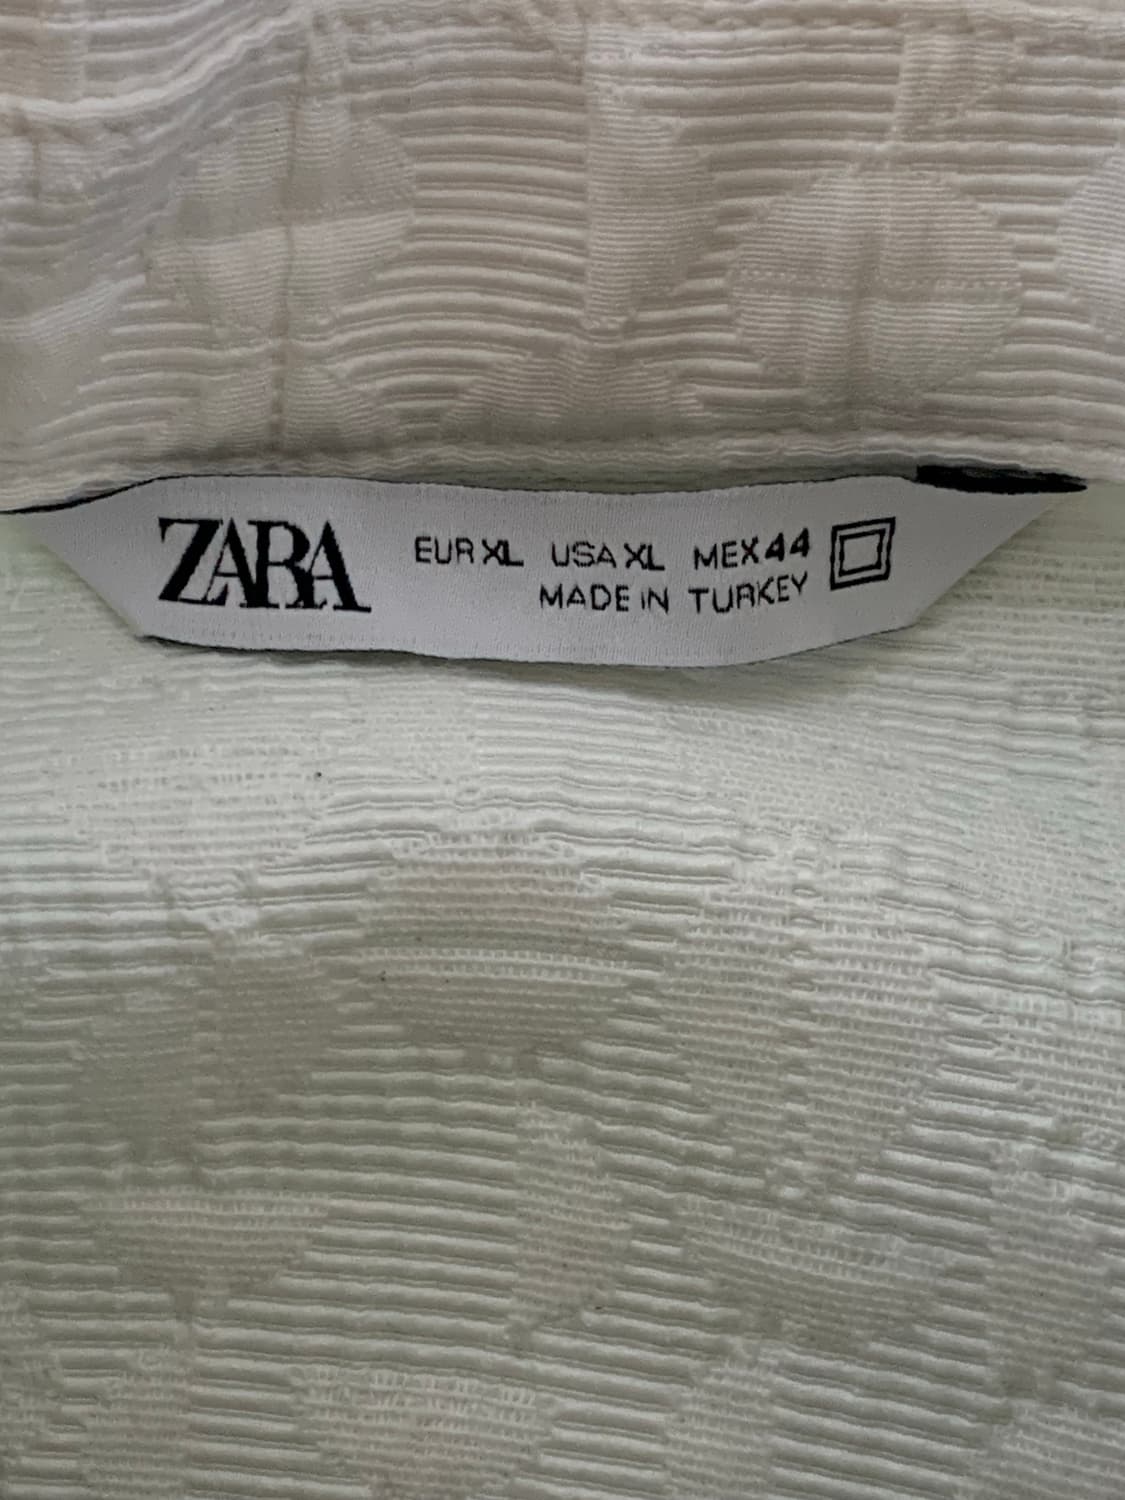 ZARA EUR XL USA XL MEX 44
MADE IN TURKEY